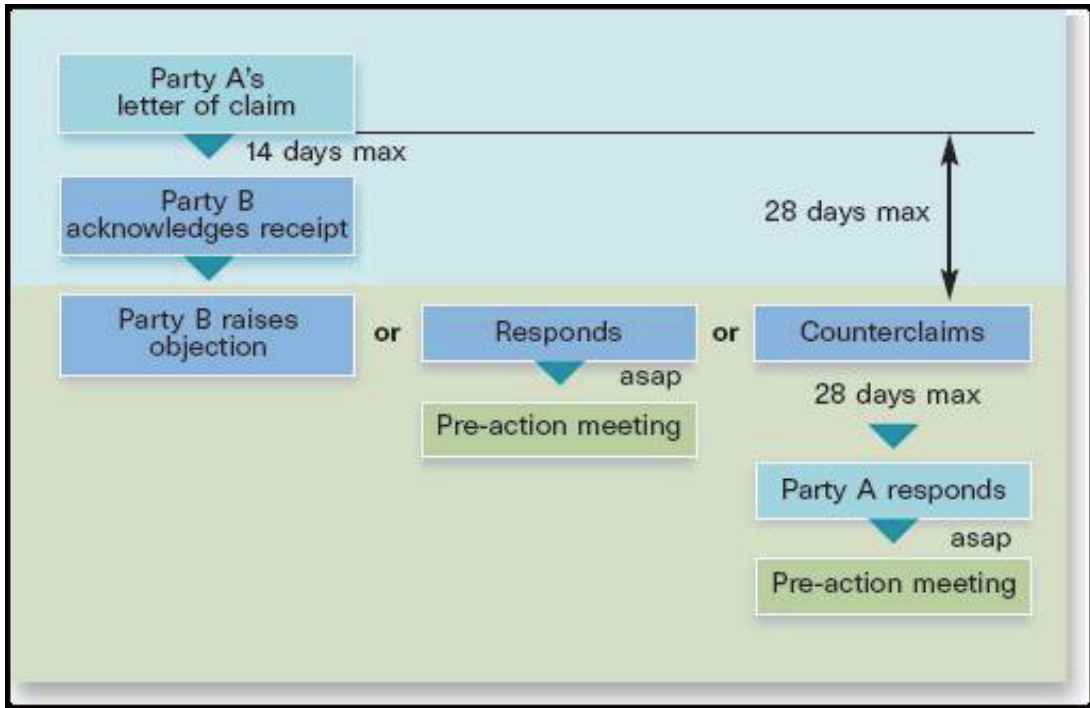 Party A's
letter of claim
14 days max
Party B
acknowledges receipt
28 days max
Party B raises
objection
or
Responds
or
Counterclaims
asap
28 days max
Pre-action meeting
Party A responds
asap
Pre-action meeting